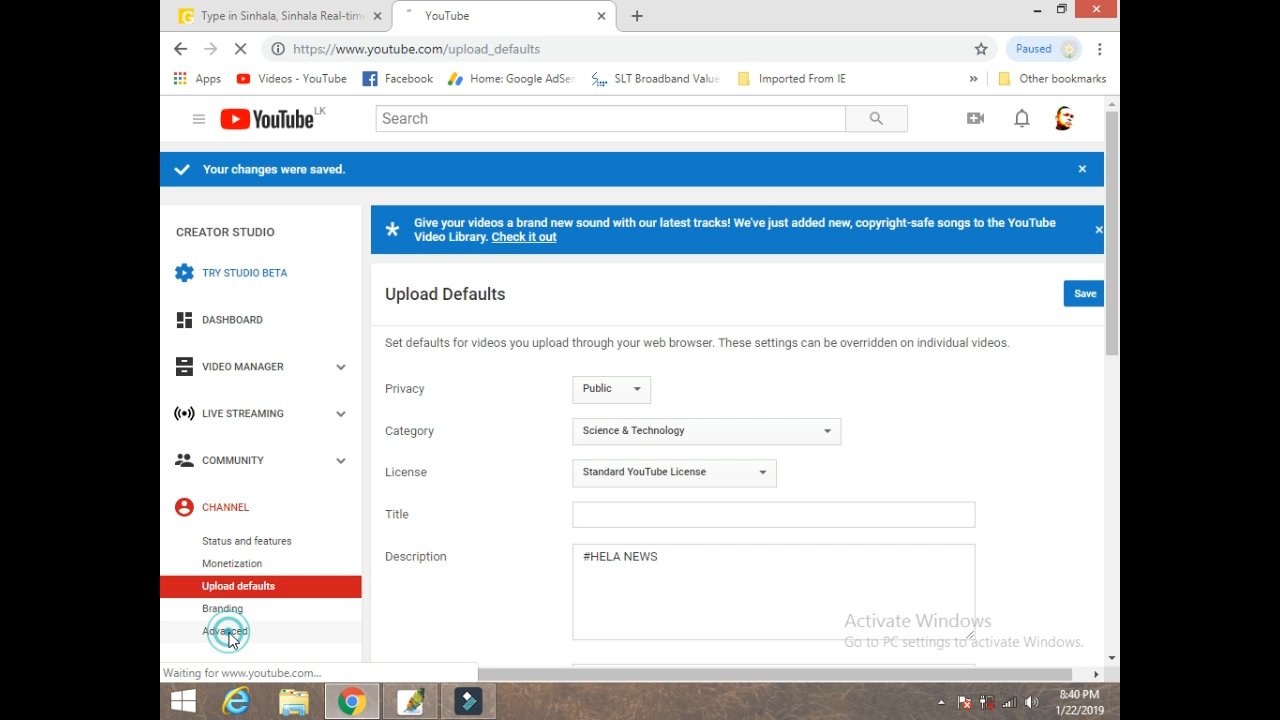 Type in Sinhala, Sinhala Real-tim
YouTube
https://www.youtube.com/upload_defaults
Paused
Apps
Videos - YouTube
Facebook
Home: Google AdSen
SLT Broadband Value
Imported From IE
»
Other bookmarks
YouTube LK
Search
Your changes were saved.
CREATOR STUDIO
TRY STUDIO BETA
DASHBOARD
VIDEO MANAGER
LIVE STREAMING
COMMUNITY
CHANNEL
Status and features
Monetization
Upload defaults
Branding
Advanced
Give your videos a brand new sound with our latest tracks! We've just added new, copyright-safe songs to the YouTube
Video Library. Check it out
Upload Defaults
Save
Set defaults for videos you upload through your web browser. These settings can be overridden on individual videos.
Privacy
Public
Category
Science & Technology
License
Standard YouTube License
Title
Description
#HELA NEWS
Activate Windows
Go to PC settings to activate Windows.
Waiting for www.youtube.com...
8:40 PM
1/22/2019